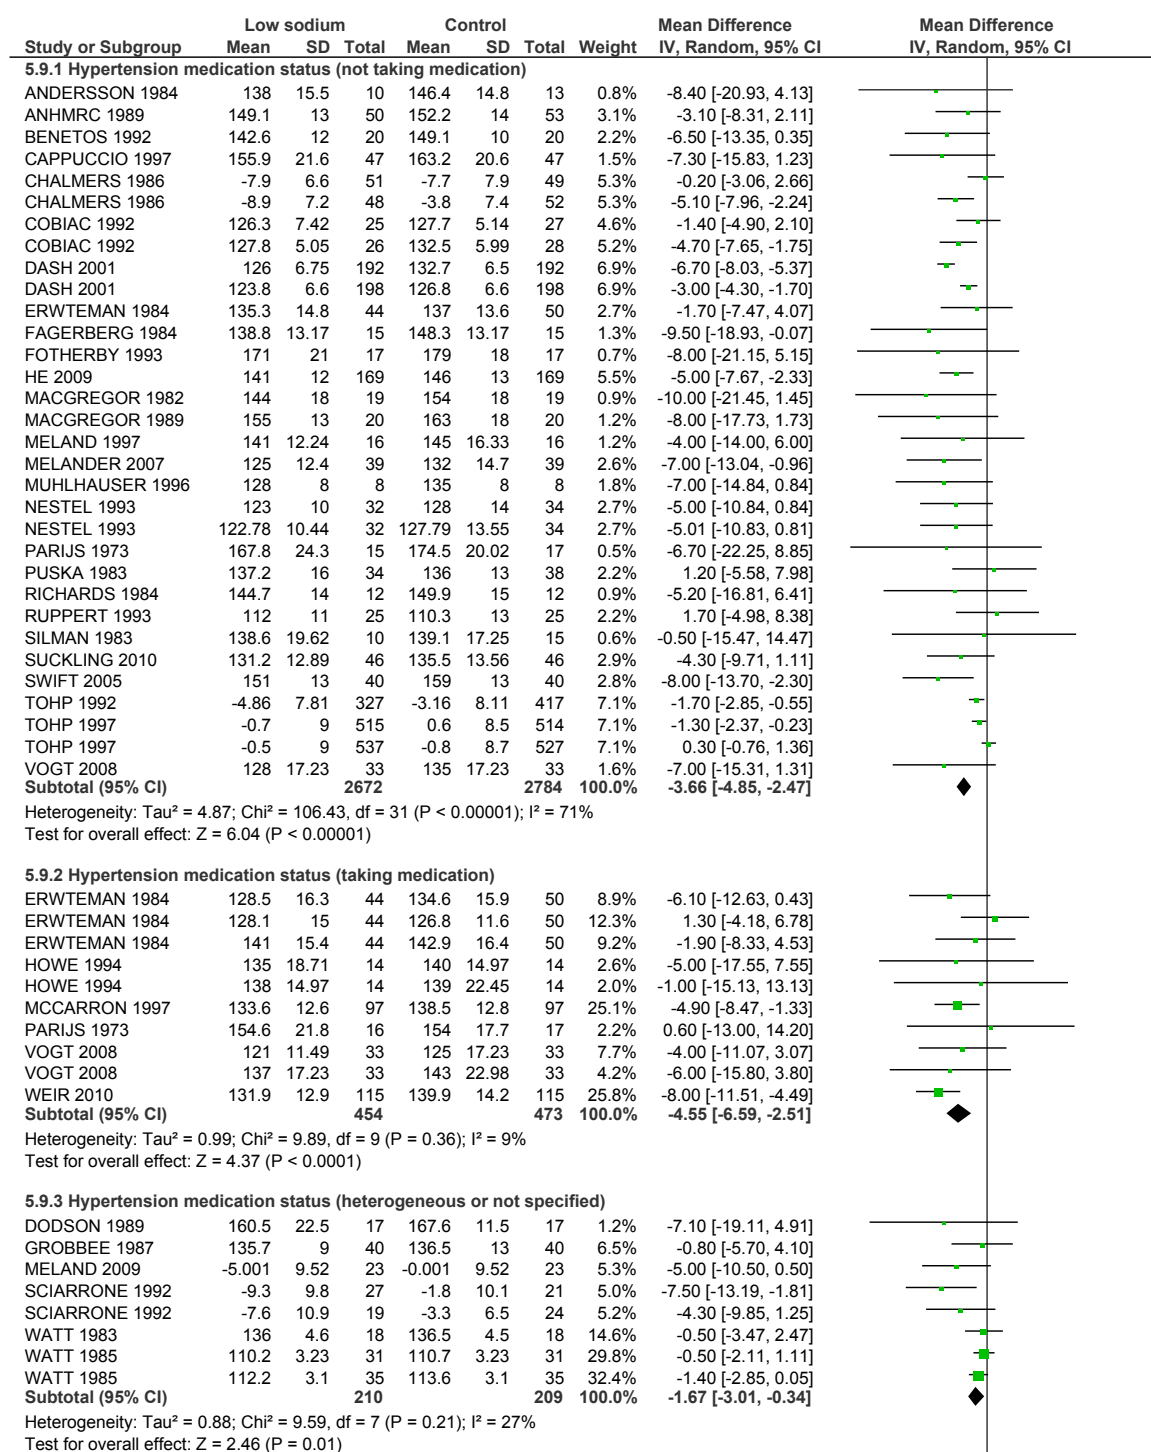 Low sodium Control Mean Difference Mean Difference
Study or Subgroup Mean SD Total Mean SD Total Weight IV, Random, 95% CI IV, Random, 95% CI
5.9.1 Hypertension medication status (not taking medication)
ANDERSSON 1984 138 15.5 10 146.4 14.8 13 0.8% -8.40 [-20.93, 4.13]
ANHMRC 1989 149.1 13 50 152.2 14 53 3.1% -3.10 [-8.31, 2.11]
BENETOS 1992 142.6 12 20 149.1 10 20 2.2% -6.50 [-13.35, 0.35]
CAPPUCCIO 1997 155.9 21.6 47 163.2 20.6 47 1.5% -7.30 [-15.83, 1.23]
CHALMERS 1986 -7.9 6.6 51 -7.7 7.9 49 5.3% -0.20 [-3.06, 2.66]
CHALMERS 1986 -8.9 7.2 48 -3.8 7.4 52 5.3% -5.10 [-7.96, -2.24]
COBIAC 1992 126.3 7.42 25 127.7 5.14 27 4.6% -1.40 [-4.90, 2.10]
COBIAC 1992 127.8 5.05 26 132.5 5.99 28 5.2% -4.70 [-7.65, -1.75]
DASH 2001 126 6.75 192 132.7 6.5 192 6.9% -6.70 [-8.03, -5.37]
DASH 2001 123.8 6.6 198 126.8 6.6 198 6.9% -3.00 [-4.30, -1.70]
ERWTEMAN 1984 135.3 14.8 44 137 13.6 50 2.7% -1.70 [-7.47, 4.07]
FAGERBERG 1984 138.8 13.17 15 148.3 13.17 15 1.3% -9.50 [-18.93, -0.07]
FOTHERBY 1993 171 21 17 179 18 17 0.7% -8.00 [-21.15, 5.15]
HE 2009 141 12 169 146 13 169 5.5% -5.00 [-7.67, -2.33]
MACGREGOR 1982 144 18 19 154 18 19 0.9% -10.00 [-21.45, 1.45]
MACGREGOR 1989 155 13 20 163 18 20 1.2% -8.00 [-17.73, 1.73]
MELAND 1997 141 12.24 16 145 16.33 16 1.2% -4.00 [-14.00, 6.00]
MELANDER 2007 125 12.4 39 132 14.7 39 2.6% -7.00 [-13.04, -0.96]
MUHLHAUSER 1996 128 8 8 135 8 8 1.8% -7.00 [-14.84, 0.84]
NESTEL 1993 123 10 32 128 14 34 2.7% -5.00 [-10.84, 0.84]
NESTEL 1993 122.78 10.44 32 127.79 13.55 34 2.7% -5.01 [-10.83, 0.81]
PARIJS 1973 167.8 24.3 15 174.5 20.02 17 0.5% -6.70 [-22.25, 8.85]
PUSKA 1983 137.2 16 34 136 13 38 2.2% 1.20 [-5.58, 7.98]
RICHARDS 1984 144.7 14 12 149.9 15 12 0.9% -5.20 [-16.81, 6.41]
RUPPERT 1993 112 11 25 110.3 13 25 2.2% 1.70 [-4.98, 8.38]
SILMAN 1983 138.6 19.62 10 139.1 17.25 15 0.6% -0.50 [-15.47, 14.47]
SUCKLING 2010 131.2 12.89 46 135.5 13.56 46 2.9% -4.30 [-9.71, 1.11]
SWIFT 2005 151 13 40 159 13 40 2.8% -8.00 [-13.70, -2.30]
TOHP 1992 -4.86 7.81 327 -3.16 8.11 417 7.1% -1.70 [-2.85, -0.55]
TOHP 1997 -0.7 9 515 0.6 8.5 514 7.1% -1.30 [-2.37, -0.23]
TOHP 1997 -0.5 9 537 -0.8 8.7 527 7.1% 0.30 [-0.76, 1.36]
VOGT 2008 128 17.23 33 135 17.23 33 1.6% -7.00 [-15.31, 1.31]
Subtotal (95% CI) 2672 2784 100.0% -3.66 [-4.85, -2.47]
Heterogeneity: Tau² = 4.87; Chi² = 106.43, df = 31 (P < 0.00001); I² = 71%
Test for overall effect: Z = 6.04 (P < 0.00001)
5.9.2 Hypertension medication status (taking medication)
ERWTEMAN 1984 128.5 16.3 44 134.6 15.9 50 8.9% -6.10 [-12.63, 0.43]
ERWTEMAN 1984 128.1 15 44 126.8 11.6 50 12.3% 1.30 [-4.18, 6.78]
ERWTEMAN 1984 141 15.4 44 142.9 16.4 50 9.2% -1.90 [-8.33, 4.53]
HOWE 1994 135 18.71 14 140 14.97 14 2.6% -5.00 [-17.55, 7.55]
HOWE 1994 138 14.97 14 139 22.45 14 2.0% -1.00 [-15.13, 13.13]
MCCARRON 1997 133.6 12.6 97 138.5 12.8 97 25.1% -4.90 [-8.47, -1.33]
PARIJS 1973 154.6 21.8 16 154 17.7 17 2.2% 0.60 [-13.00, 14.20]
VOGT 2008 121 11.49 33 125 17.23 33 7.7% -4.00 [-11.07, 3.07]
VOGT 2008 137 17.23 33 143 22.98 33 4.2% -6.00 [-15.80, 3.80]
WEIR 2010 131.9 12.9 115 139.9 14.2 115 25.8% -8.00 [-11.51, -4.49]
Subtotal (95% CI) 454 473 100.0% -4.55 [-6.59, -2.51]
Heterogeneity: Tau² = 0.99; Chi² = 9.89, df = 9 (P = 0.36); I² = 9%
Test for overall effect: Z = 4.37 (P < 0.0001)
5.9.3 Hypertension medication status (heterogeneous or not specified)
DODSON 1989 160.5 22.5 17 167.6 11.5 17 1.2% -7.10 [-19.11, 4.91]
GROBBEE 1987 135.7 9 40 136.5 13 40 6.5% -0.80 [-5.70, 4.10]
MELAND 2009 -5.001 9.52 23 -0.001 9.52 23 5.3% -5.00 [-10.50, 0.50]
SCIARRONE 1992 -9.3 9.8 27 -1.8 10.1 21 5.0% -7.50 [-13.19, -1.81]
SCIARRONE 1992 -7.6 10.9 19 -3.3 6.5 24 5.2% -4.30 [-9.85, 1.25]
WATT 1983 136 4.6 18 136.5 4.5 18 14.6% -0.50 [-3.47, 2.47]
WATT 1985 110.2 3.23 31 110.7 3.23 31 29.8% -0.50 [-2.11, 1.11]
WATT 1985 112.2 3.1 35 113.6 3.1 35 32.4% -1.40 [-2.85, 0.05]
Subtotal (95% CI) 210 209 100.0% -1.67 [-3.01, -0.34]
Heterogeneity: Tau² = 0.88; Chi² = 9.59, df = 7 (P = 0.21); I² = 27%
Test for overall effect: Z = 2.46 (P = 0.01)